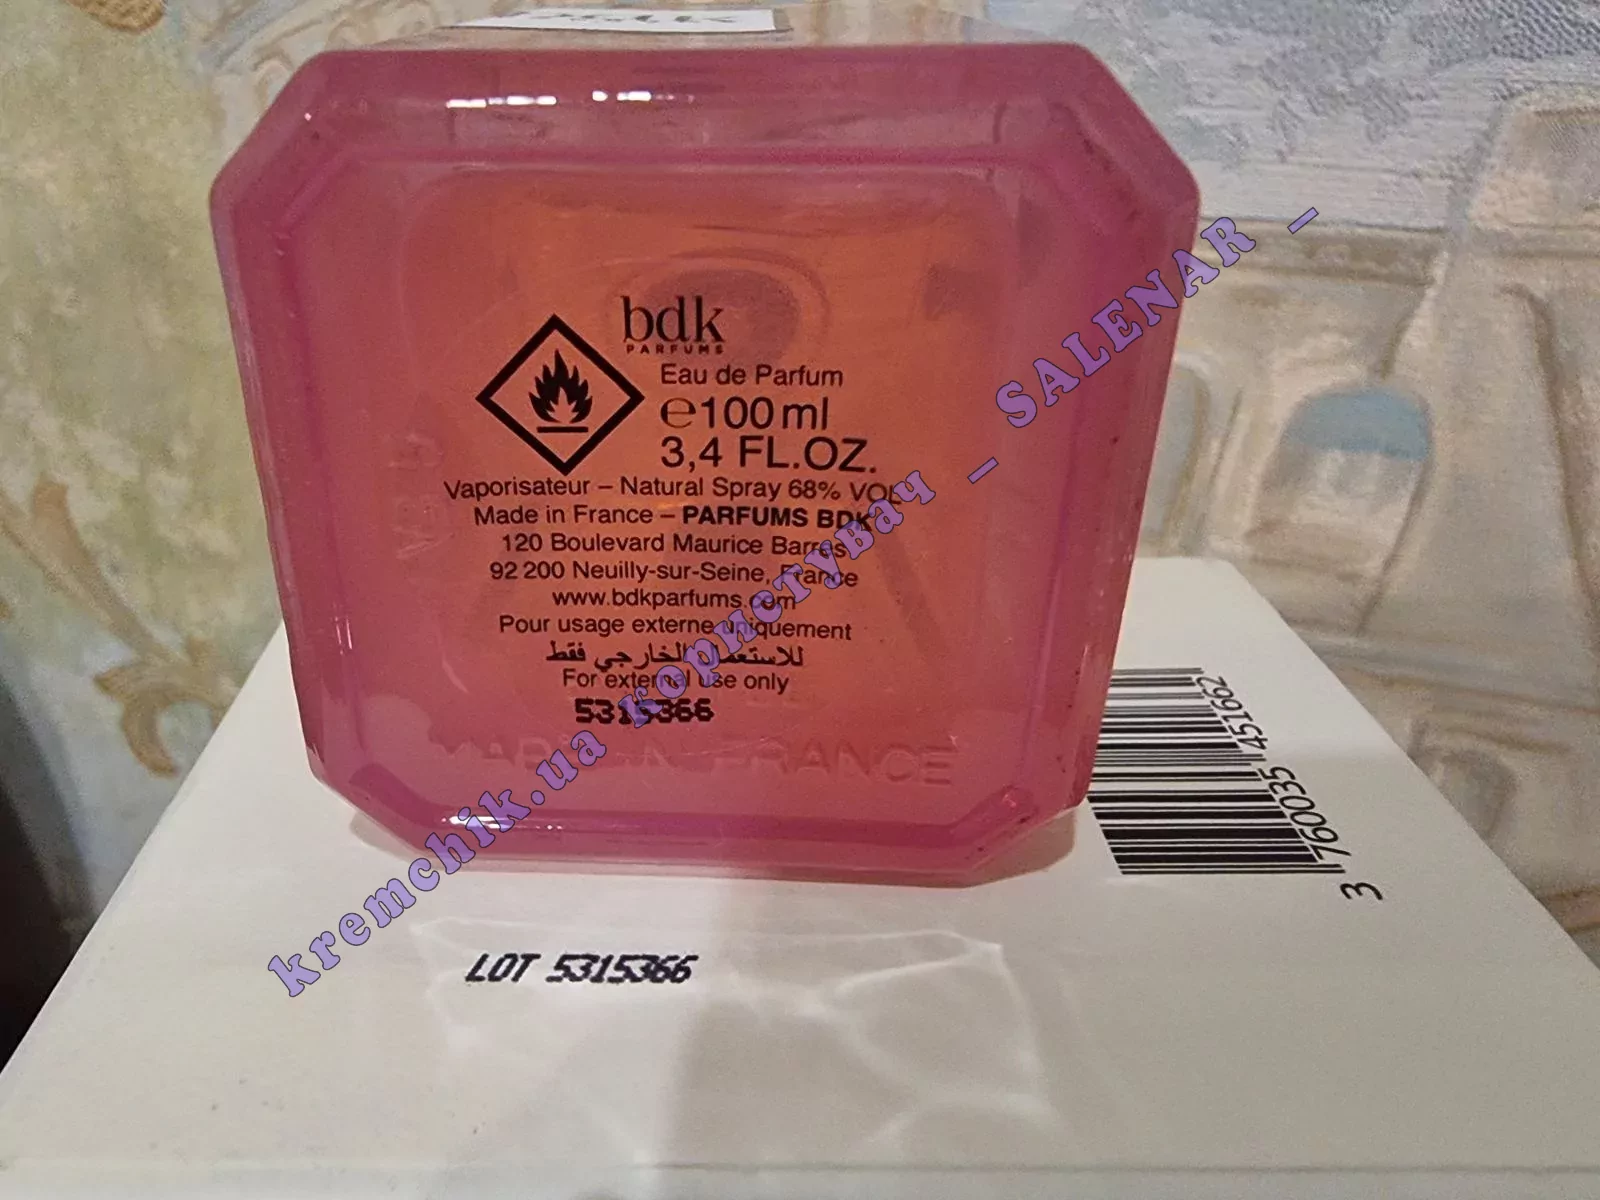 bdk
PARFUMS
Eau de Parfum
℮100 ml
3,4 FL.OZ.
Vaporisateur – Natural Spray 68% VOL
Made in France – PARFUMS BDK
120 Boulevard Maurice Barrès
92 200 Neuilly-sur-Seine, France
www.bdkparfums.com
Pour usage externe uniquement
للاستعمال الخارجي فقط
For external use only
5315366
MADE IN FRANCE
LOT 5315366
3 760035 451662
kremchik.ua користувач - SALENAR -